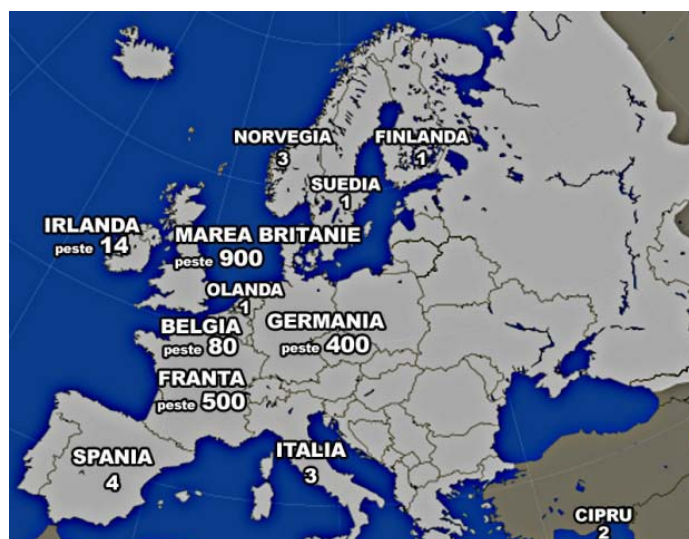 NORVEGIA
3
FINLANDA
1
SUEDIA
1
IRLANDA
peste 14
MAREA BRITANIE
peste 900
OLANDA
1
BELGIA
peste 80
GERMANIA
peste 400
FRANTA
peste 500
SPANIA
4
ITALIA
3
CIPRU
2